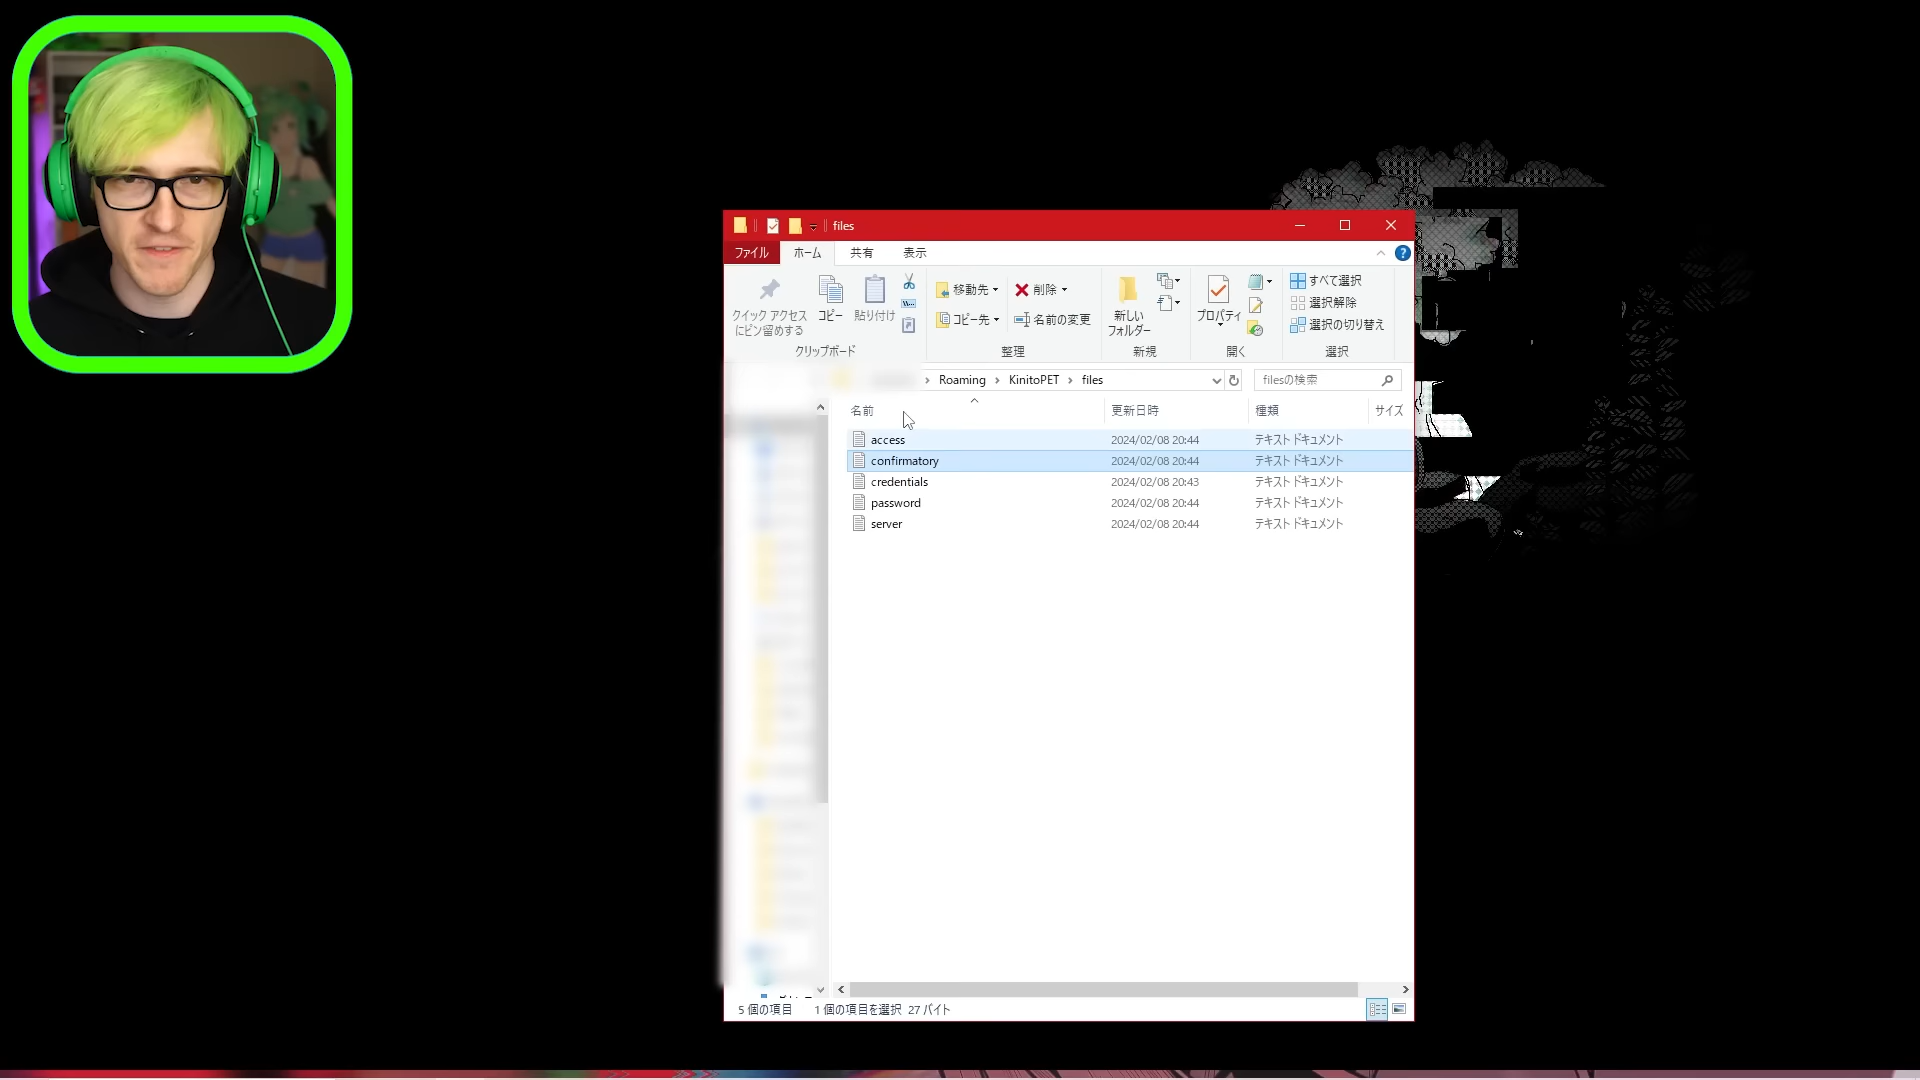 files
ファイル ホーム 共有 表示
クイック アクセス
にピン留めする
コピー
貼り付け
移動先
コピー先
削除
名前の変更
新しい
フォルダー
プロパティ
すべて選択
選択解除
選択の切り替え
クリップボード 整理 新規 開く 選択
Roaming › KinitoPET › files
filesの検索
名前 更新日時 種類 サイズ
access 2024/02/08 20:44 テキスト ドキュメント
confirmatory 2024/02/08 20:44 テキスト ドキュメント
credentials 2024/02/08 20:43 テキスト ドキュメント
password 2024/02/08 20:44 テキスト ドキュメント
server 2024/02/08 20:44 テキスト ドキュメント
5 個の項目 1 個の項目を選択 27 バイト